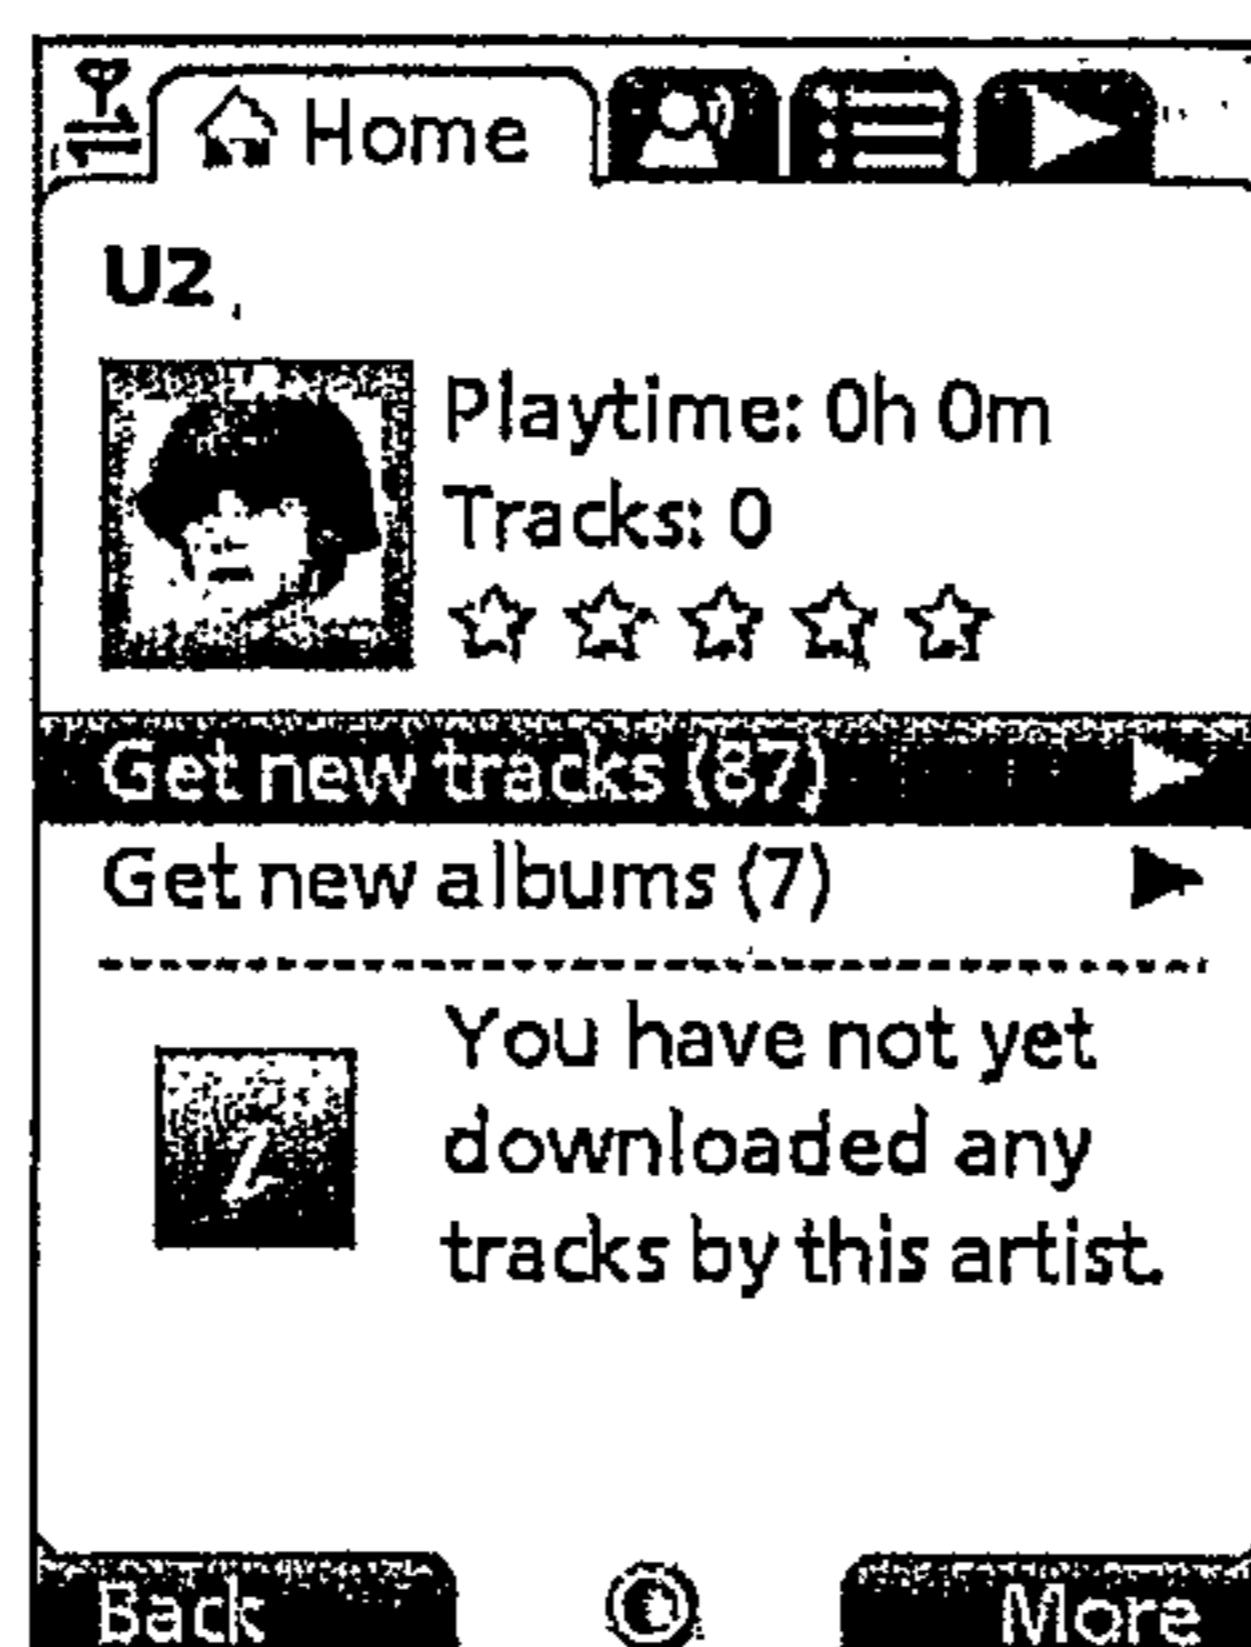 Home
U2
Playtime: 0h 0m
Tracks: 0
Get new tracks (87)
Get new albums (7)
You have not yet
downloaded any
tracks by this artist.
Back
More